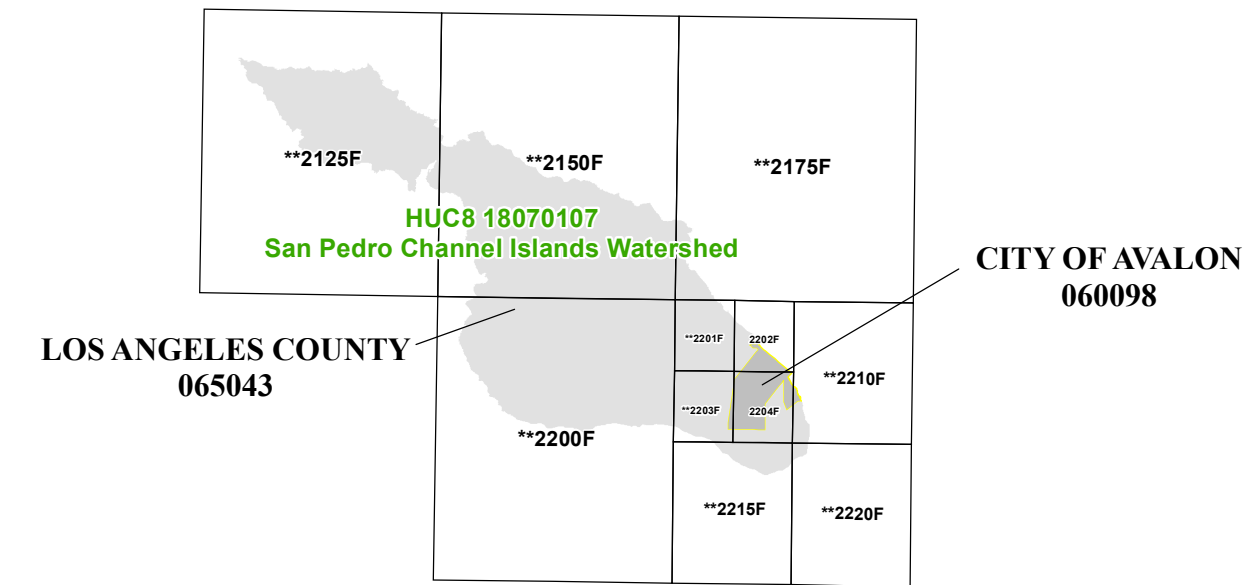 **2125F
**2150F
**2175F
HUC8 18070107
San Pedro Channel Islands Watershed
CITY OF AVALON
060098
LOS ANGELES COUNTY
065043
**2201F
2202F
**2210F
**2203F
2204F
**2200F
**2215F
**2220F